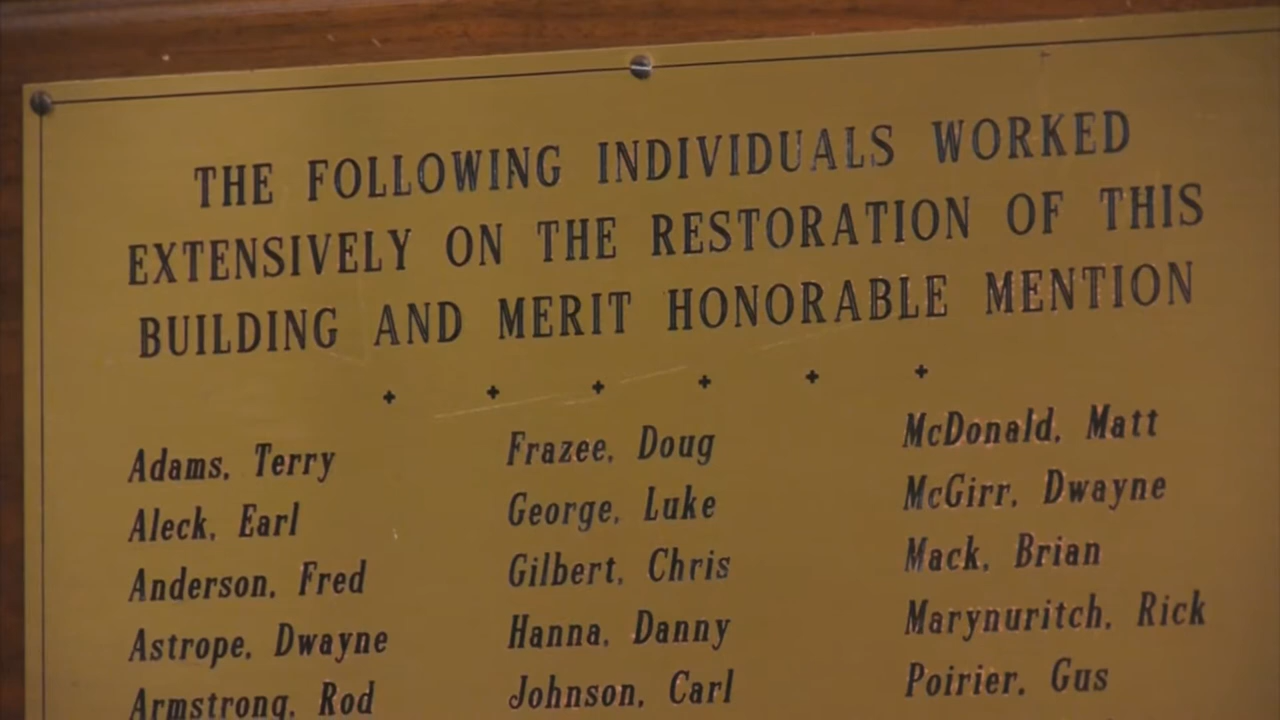 THE FOLLOWING INDIVIDUALS WORKED
EXTENSIVELY ON THE RESTORATION OF THIS
BUILDING AND MERIT HONORABLE MENTION
Adams, Terry
Aleck, Earl
Anderson, Fred
Astrope, Dwayne
Armstrong, Rod
Frazee, Doug
George, Luke
Gilbert, Chris
Hanna, Danny
Johnson, Carl
McDonald, Matt
McGirr, Dwayne
Mack, Brian
Marynuritch, Rick
Poirier, Gus